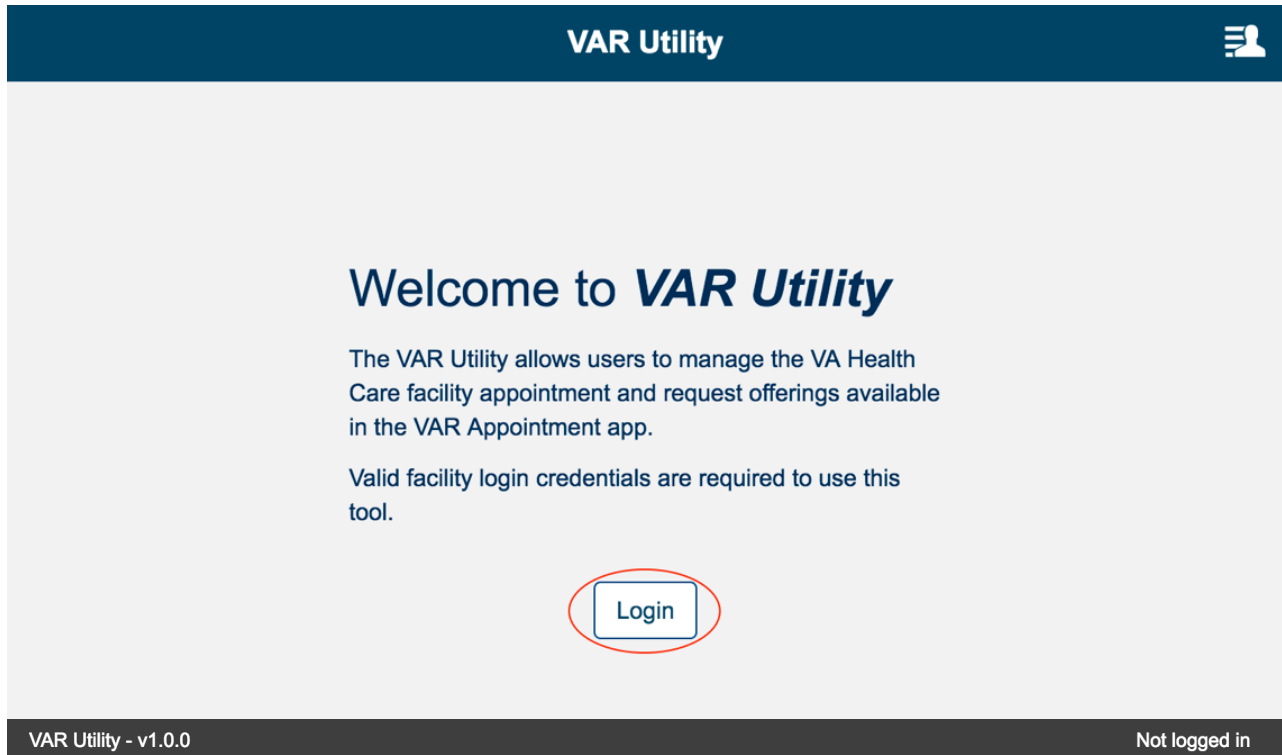 VAR Utility
Welcome to VAR Utility
The VAR Utility allows users to manage the VA Health
Care facility appointment and request offerings available
in the VAR Appointment app.
Valid facility login credentials are required to use this
tool.
Login
VAR Utility - v1.0.0
Not logged in